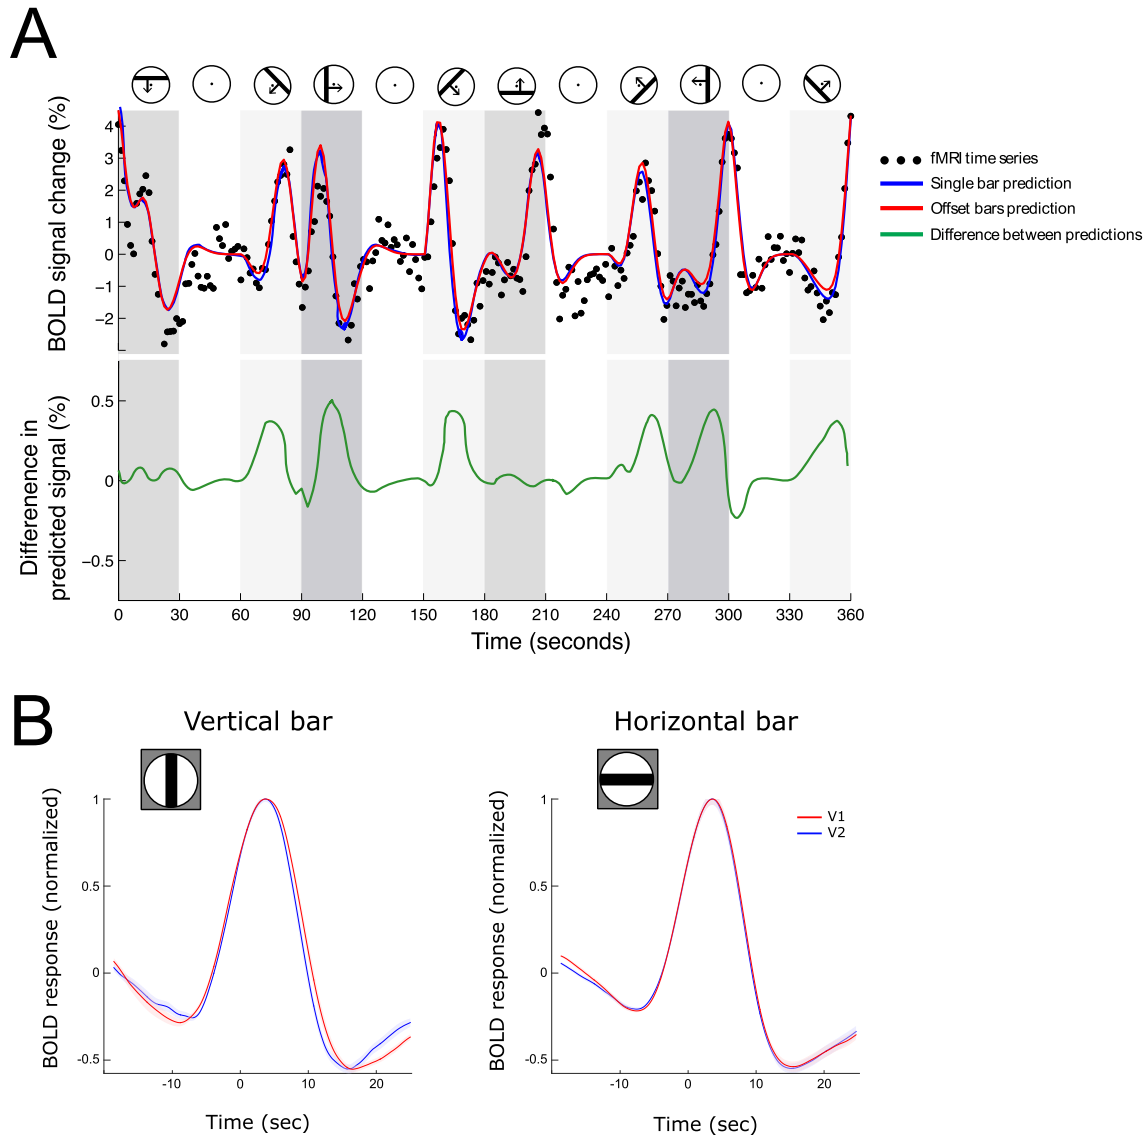 A
BOLD signal change (%)
4
3
2
1
0
−1
−2
fMRI time series
Single bar prediction
Offset bars prediction
Difference between predictions
Differenence in
predicted signal (%)
0.5
0
−0.5
0 30 60 90 120 150 180 210 240 270 300 330 360
Time (seconds)
B
Vertical bar
BOLD response (normalized)
1
0.5
0
-0.5
-10 0 10 20
Time (sec)
Horizontal bar
BOLD response (normalized)
1
0.5
0
-0.5
-10 0 10 20
Time (sec)
V1
V2